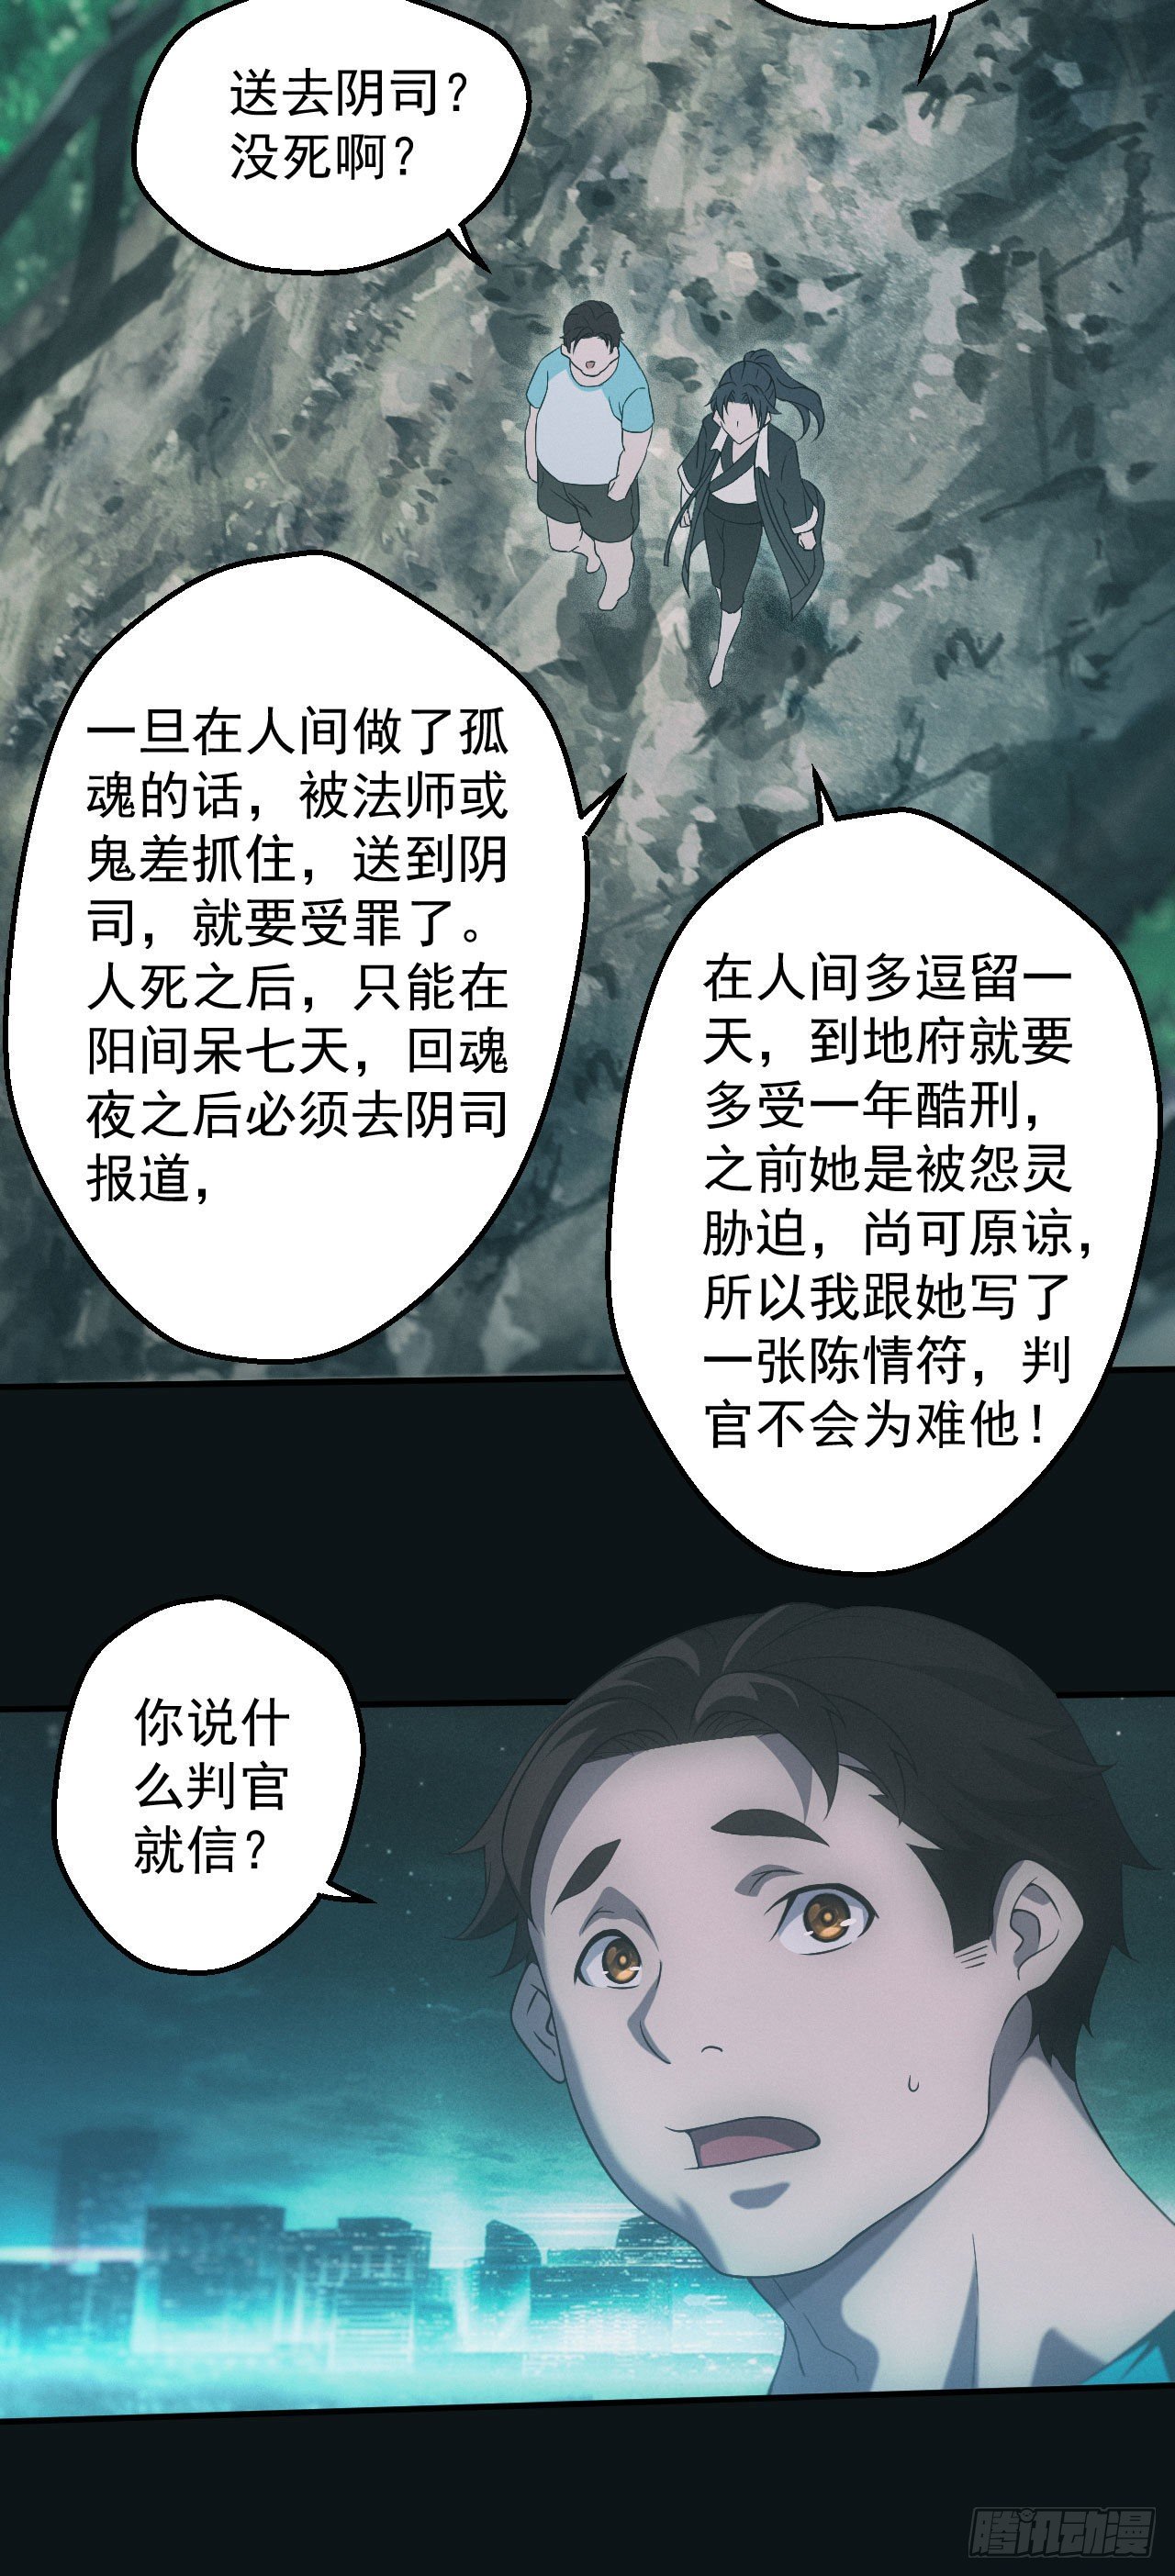 送去阴司？
没死啊？
一旦在人间做了孤
魂的话，被法师或
鬼差抓住，送到阴
司，就要受罪了。
人死之后，只能在
阳间呆七天，回魂
夜之后必须去阴司
报道，
在人间多逗留一
天，到地府就要
多受一年酷刑，
之前她是被怨灵
胁迫，尚可原谅，
所以我跟她写了
一张陈情符，判
官不会为难他！
你说什
么判官
就信？
腾讯动漫